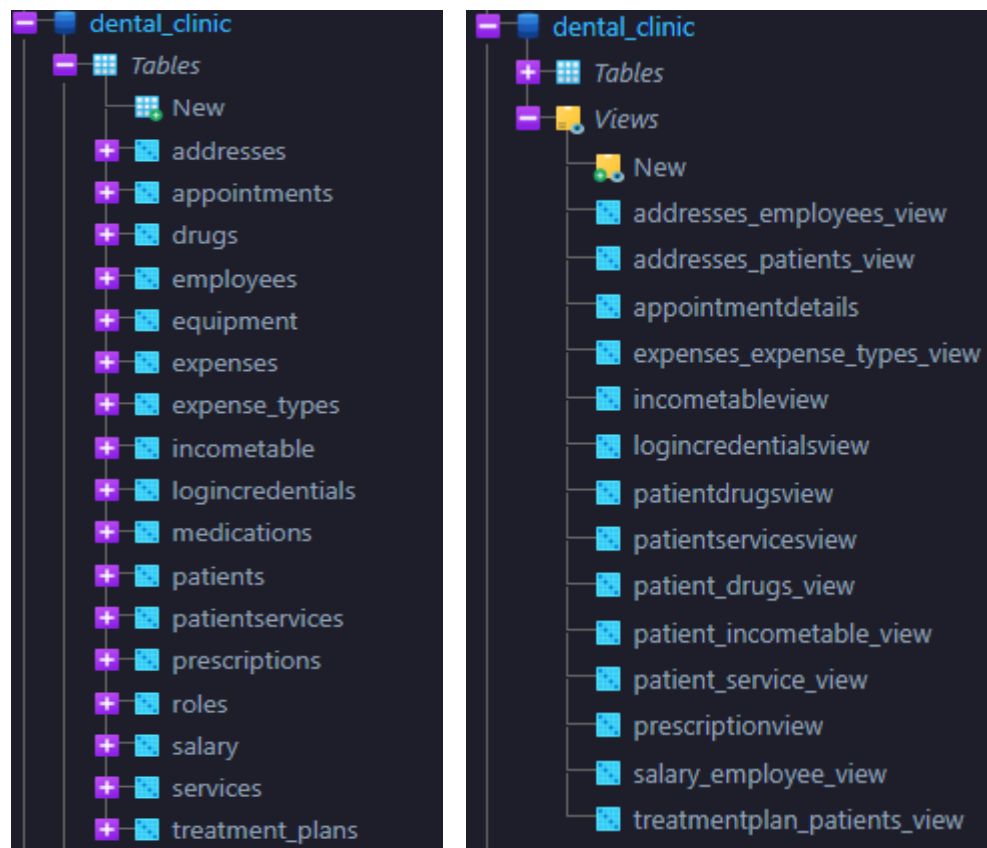 dental_clinic
Tables
New
addresses
appointments
drugs
employees
equipment
expenses
expense_types
incometable
logincredentials
medications
patients
patientservices
prescriptions
roles
salary
services
treatment_plans
dental_clinic
Tables
Views
New
addresses_employees_view
addresses_patients_view
appointmentdetails
expenses_expense_types_view
incometableview
logincredentialsview
patientdrugsview
patientservicesview
patient_drugs_view
patient_incometable_view
patient_service_view
prescriptionview
salary_employee_view
treatmentplan_patients_view